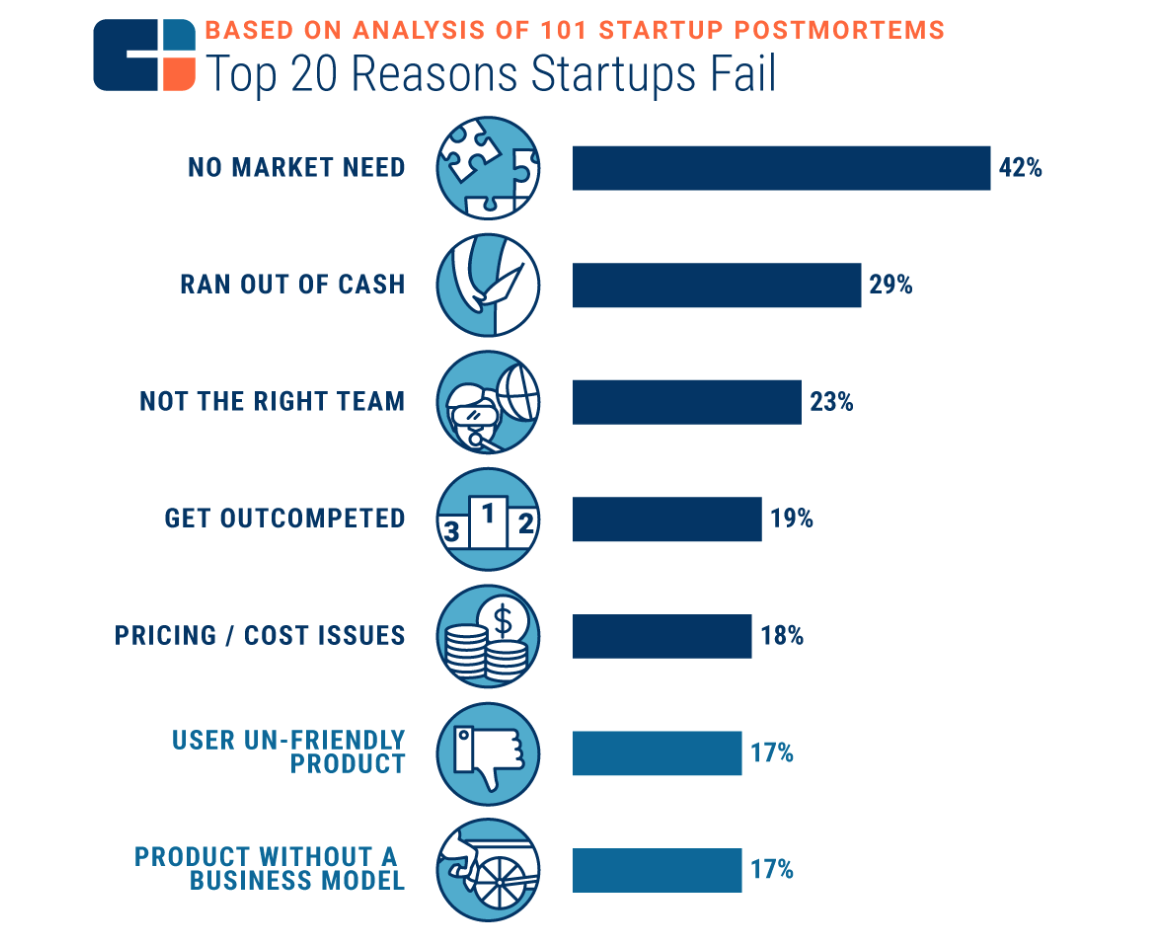 BASED ON ANALYSIS OF 101 STARTUP POSTMORTEMS
Top 20 Reasons Startups Fail
NO MARKET NEED
42%
RAN OUT OF CASH
29%
NOT THE RIGHT TEAM
23%
GET OUTCOMPETED
3 1 2
19%
PRICING / COST ISSUES
$
18%
USER UN-FRIENDLY
PRODUCT
17%
PRODUCT WITHOUT A
BUSINESS MODEL
17%